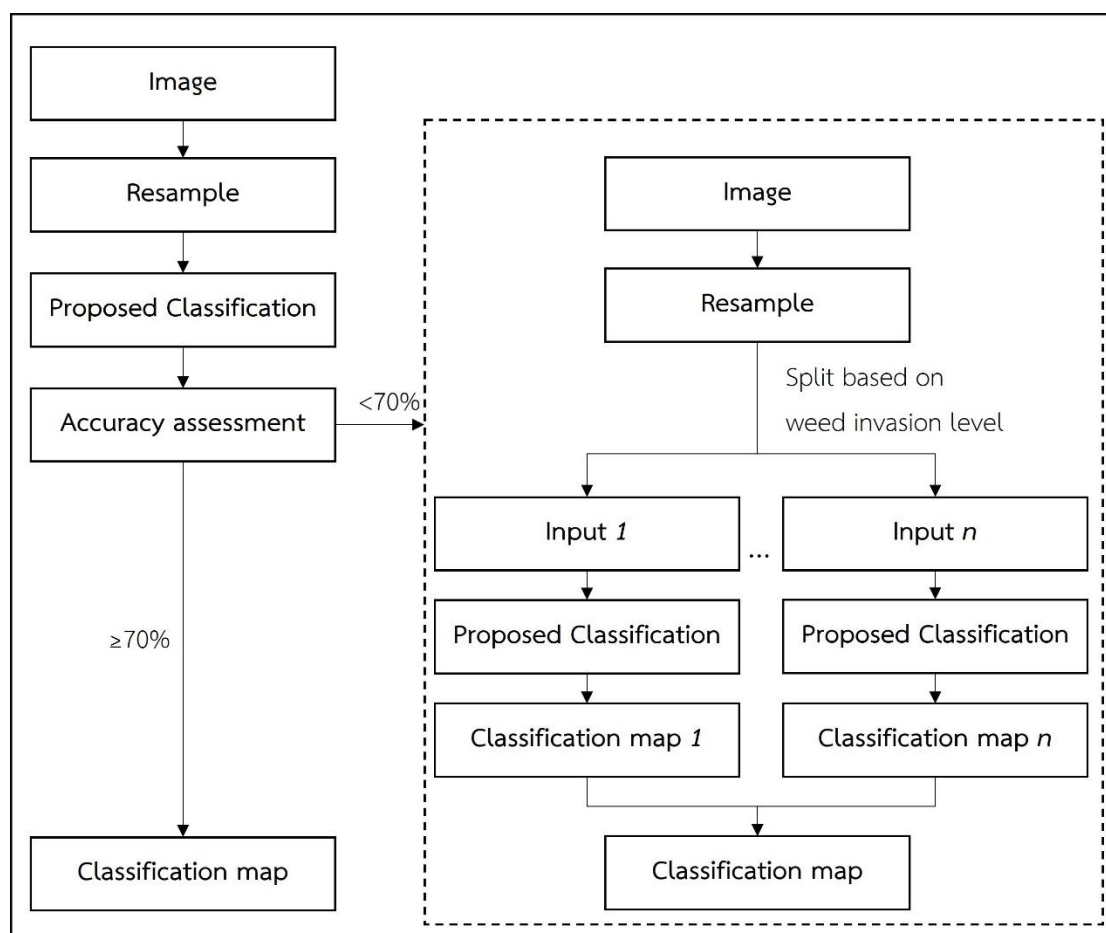 Image
Resample
Proposed Classification
Accuracy assessment
<70%
≥70%
Classification map
Image
Resample
Split based on
weed invasion level
Input 1
...
Input n
Proposed Classification
Proposed Classification
Classification map 1
Classification map n
Classification map